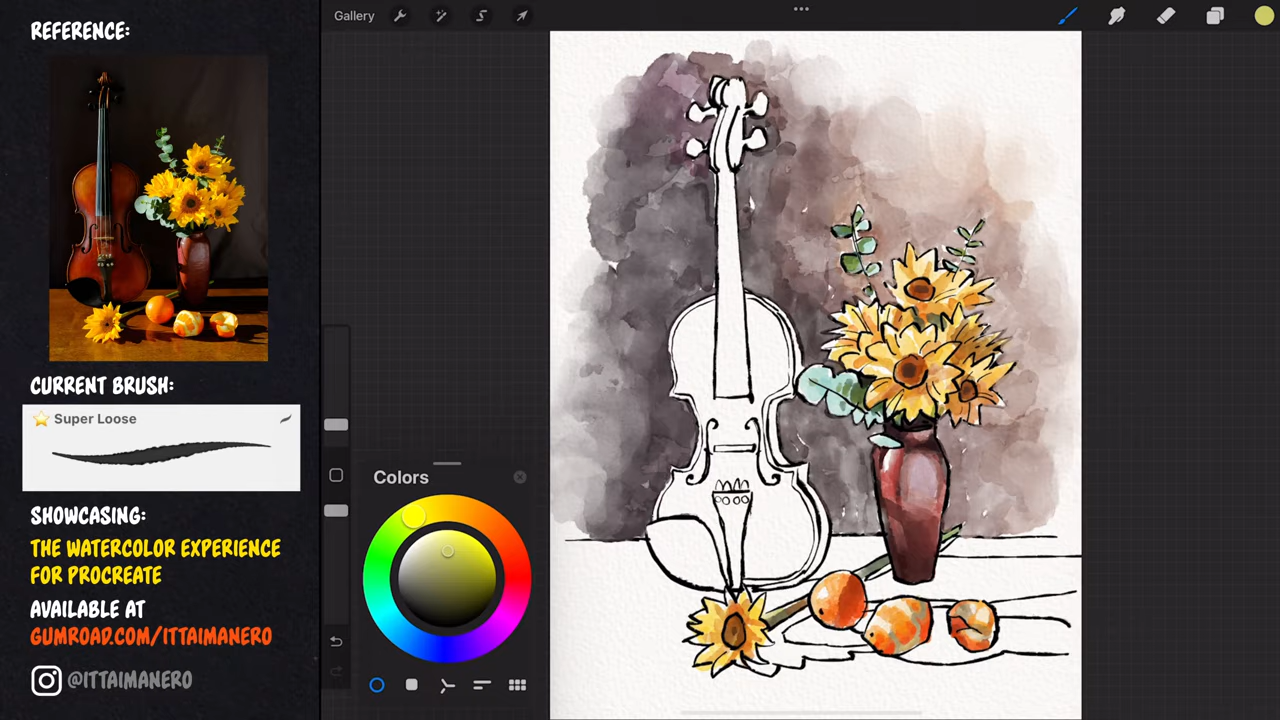 REFERENCE:
Gallery
CURRENT BRUSH:
Super Loose
SHOWCASING:
THE WATERCOLOR EXPERIENCE
FOR PROCREATE
AVAILABLE AT
GUMROAD.COM/ITTAIMANERO
@ITTAIMANERO
Colors